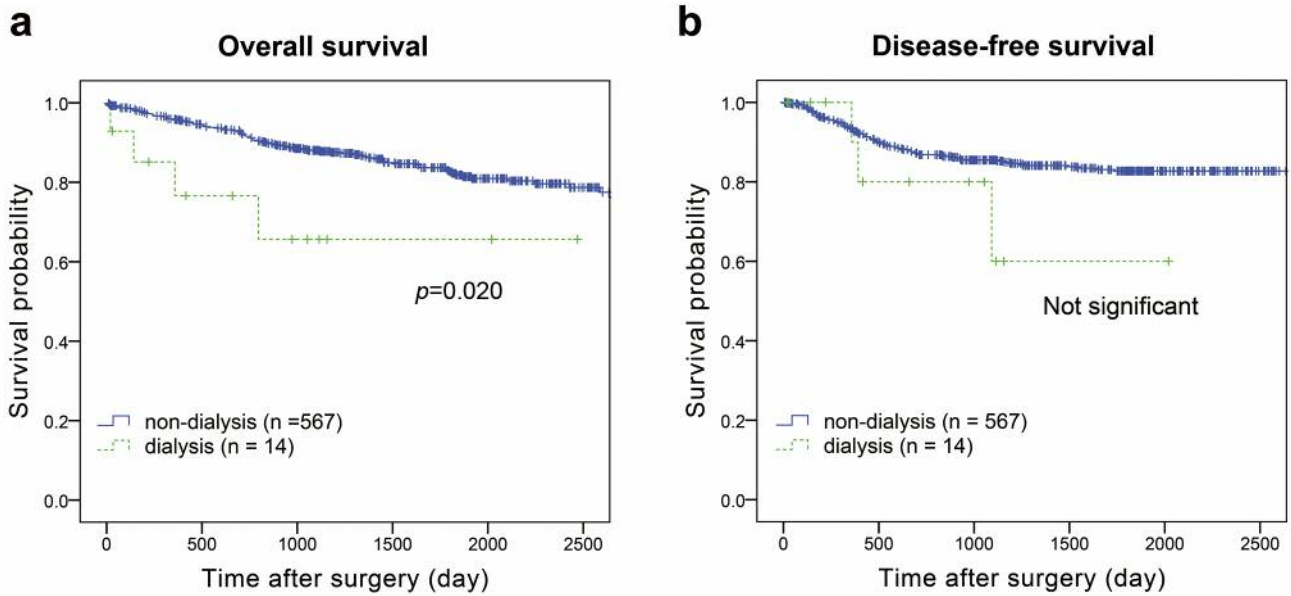 a
Overall survival
Survival probability
1.0
0.8
0.6
0.4
0.2
0.0
p=0.020
non-dialysis (n =567)
dialysis (n = 14)
0 500 1000 1500 2000 2500
Time after surgery (day)
b
Disease-free survival
Survival probability
1.0
0.8
0.6
0.4
0.2
0.0
Not significant
non-dialysis (n = 567)
dialysis (n = 14)
0 500 1000 1500 2000 2500
Time after surgery (day)